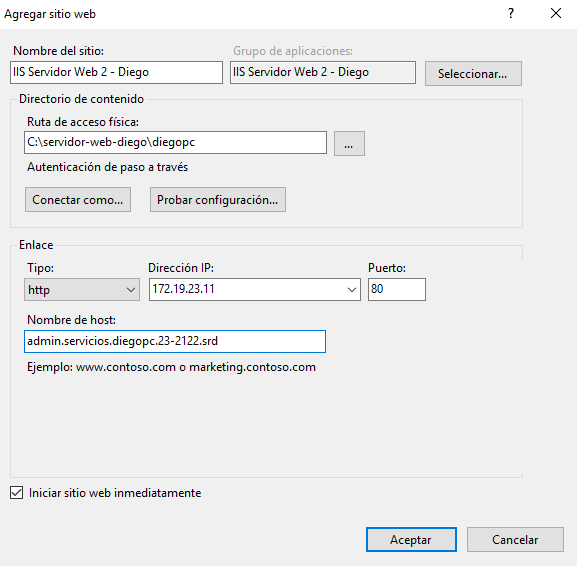 Agregar sitio web
? ×
Nombre del sitio: Grupo de aplicaciones:
IIS Servidor Web 2 - Diego IIS Servidor Web 2 - Diego Seleccionar...
Directorio de contenido
Ruta de acceso física:
C:\servidor-web-diego\diegopc ...
Autenticación de paso a través
Conectar como... Probar configuración...
Enlace
Tipo: Dirección IP: Puerto:
http 172.19.23.11 80
Nombre de host:
admin.servicios.diegopc.23-2122.srd
Ejemplo: www.contoso.com o marketing.contoso.com
Iniciar sitio web inmediatamente
Aceptar Cancelar